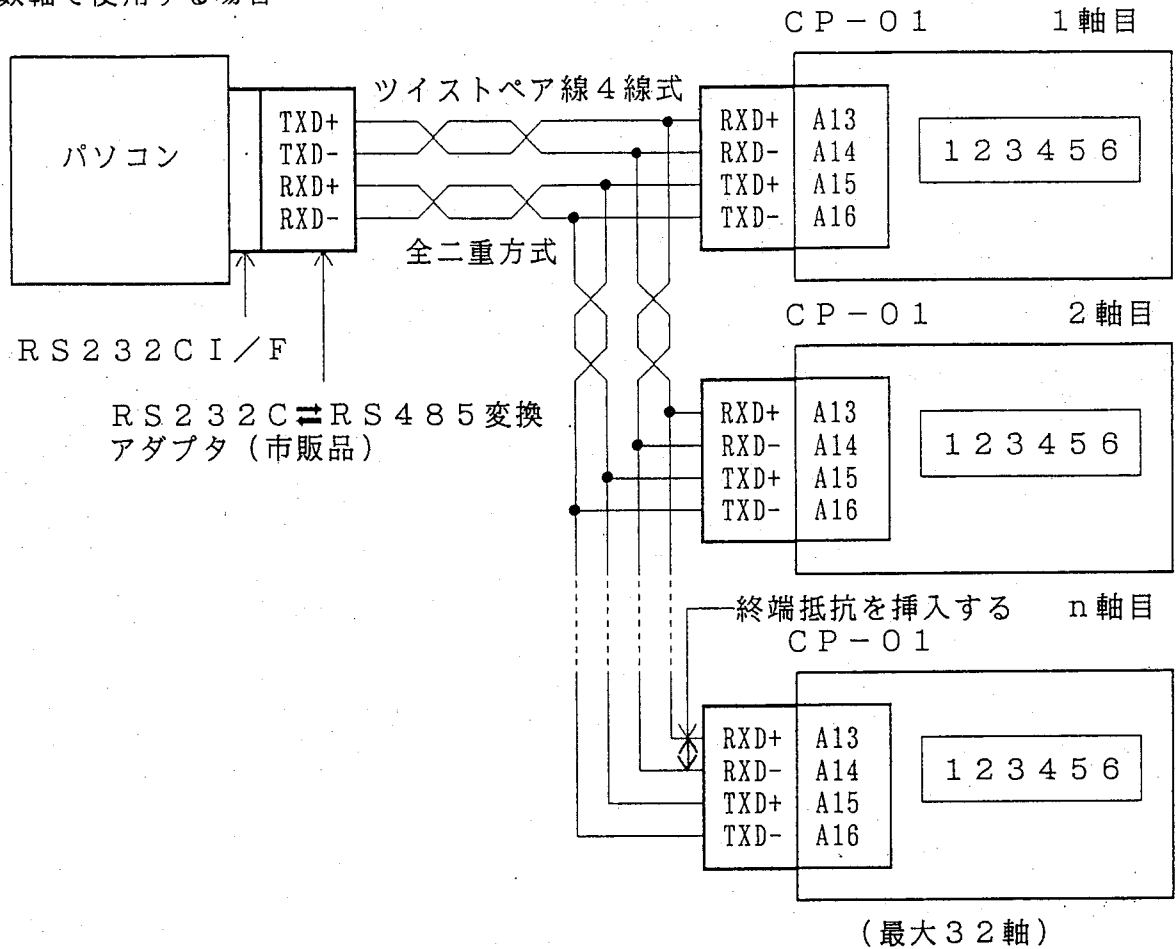 数軸で使用する場合
CP－01　　1軸目
ツイストペア線4線式
パソコン
TXD+
TXD-
RXD+
RXD-
RXD+ A13
RXD- A14
TXD+ A15
TXD- A16
123456
全二重方式
RS232CI／F
RS232C⇄RS485変換
アダプタ（市販品）
CP－01　　2軸目
RXD+ A13
RXD- A14
TXD+ A15
TXD- A16
123456
終端抵抗を挿入する　n軸目
CP－01
RXD+ A13
RXD- A14
TXD+ A15
TXD- A16
123456
（最大32軸）